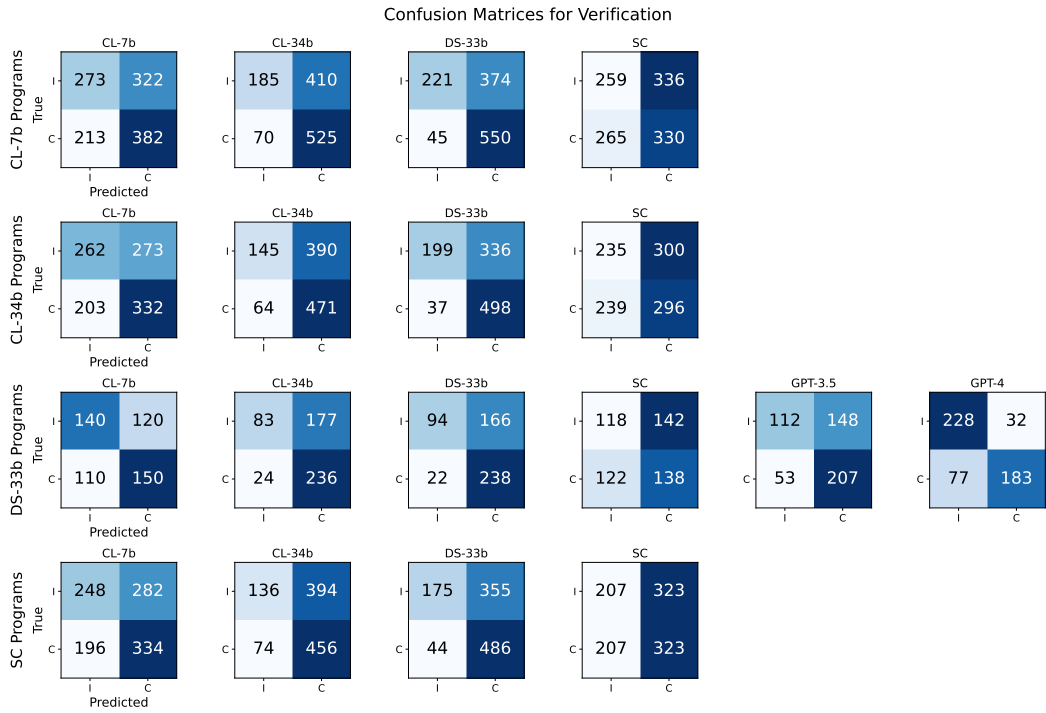 Confusion Matrices for Verification
CL-7b CL-34b DS-33b SC
CL-7b Programs
True
I 273 322 I 185 410 I 221 374 I 259 336
C 213 382 C 70 525 C 45 550 C 265 330
I C I C I C I C
Predicted
CL-7b CL-34b DS-33b SC
CL-34b Programs
True
I 262 273 I 145 390 I 199 336 I 235 300
C 203 332 C 64 471 C 37 498 C 239 296
I C I C I C I C
Predicted
CL-7b CL-34b DS-33b SC GPT-3.5 GPT-4
DS-33b Programs
True
I 140 120 I 83 177 I 94 166 I 118 142 I 112 148 I 228 32
C 110 150 C 24 236 C 22 238 C 122 138 C 53 207 C 77 183
I C I C I C I C I C I C
Predicted
CL-7b CL-34b DS-33b SC
SC Programs
True
I 248 282 I 136 394 I 175 355 I 207 323
C 196 334 C 74 456 C 44 486 C 207 323
I C I C I C I C
Predicted